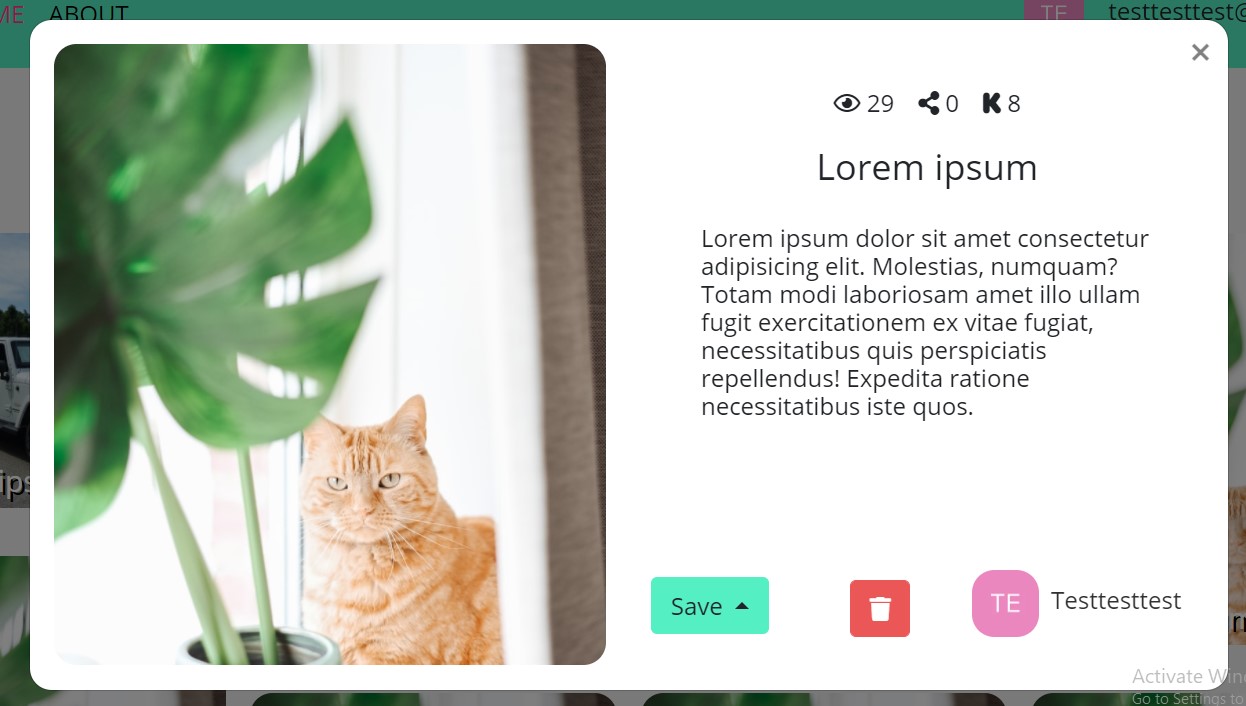 ME ABOUT TE testtesttest@
29 0 K 8
Lorem ipsum
Lorem ipsum dolor sit amet consectetur
adipisicing elit. Molestias, numquam?
Totam modi laboriosam amet illo ullam
fugit exercitationem ex vitae fugiat,
necessitatibus quis perspiciatis
repellendus! Expedita ratione
necessitatibus iste quos.
ips
Save TE Testtesttest
Activate Win
Go to Settings to